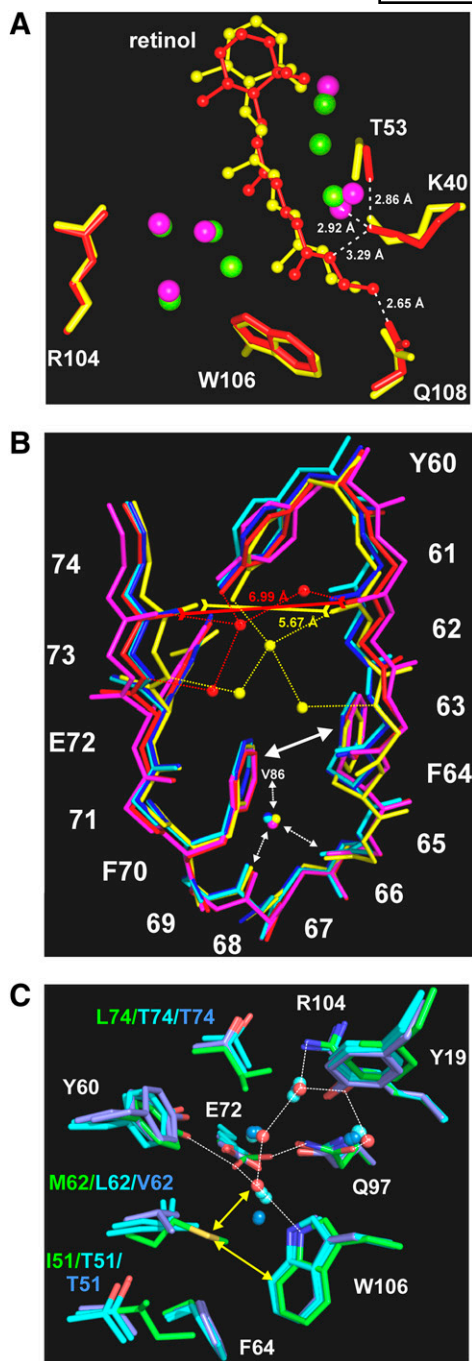 A
retinol
T53
K40
2.86 Å
2.92 Å
3.29 Å
2.65 Å
R104
W106
Q108
B
Y60
74
61
6.99 Å
5.67 Å
62
73
63
E72
F64
V86
71
65
F70
66
69
67
68
C
L74/T74/T74
R104
Y19
Y60
E72
M62/L62/V62
Q97
I51/T51/
T51
W106
F64